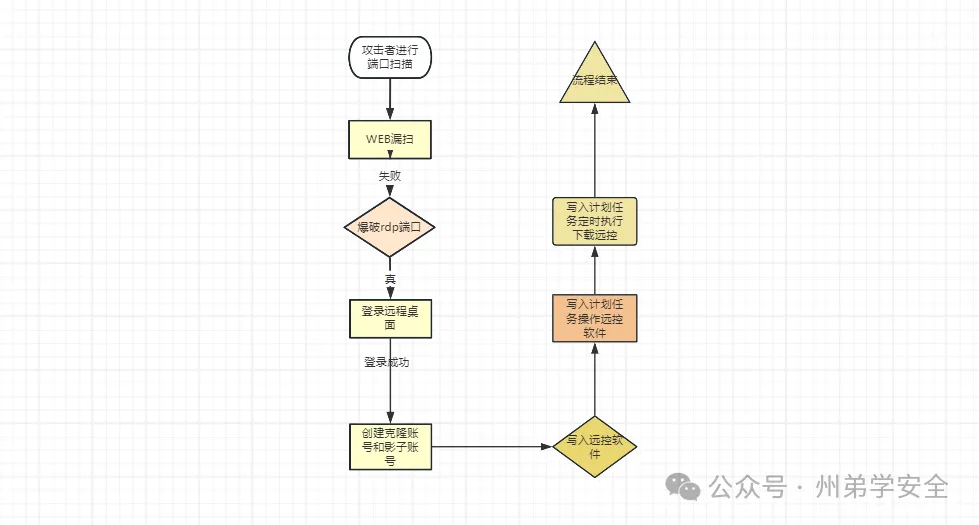 攻击者进行
端口扫描
WEB漏扫
失败
爆破rdp端口
真
登录远程桌
面
登录成功
创建克隆账
号和影子账
号
写入远控软
件
写入计划任
务操作远控
软件
写入计划任
务定时执行
下载远控
流程结束
公众号 · 州弟学安全